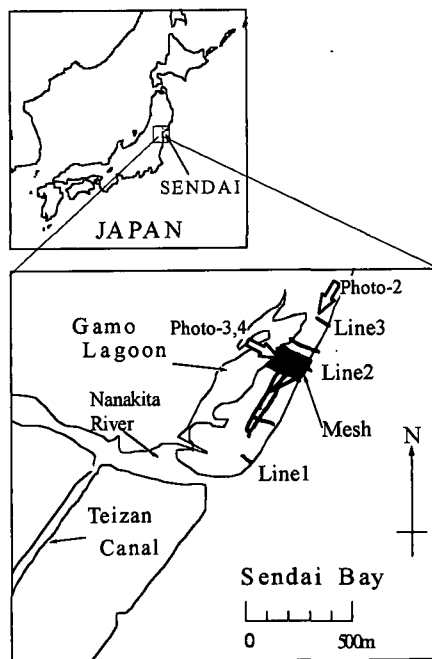 SENDAI
JAPAN
Photo-2
Gamo
Lagoon
Photo-3,4
Line3
Line2
Nanakita
River
Mesh
N
Line1
Teizan
Canal
Sendai Bay
0 500m